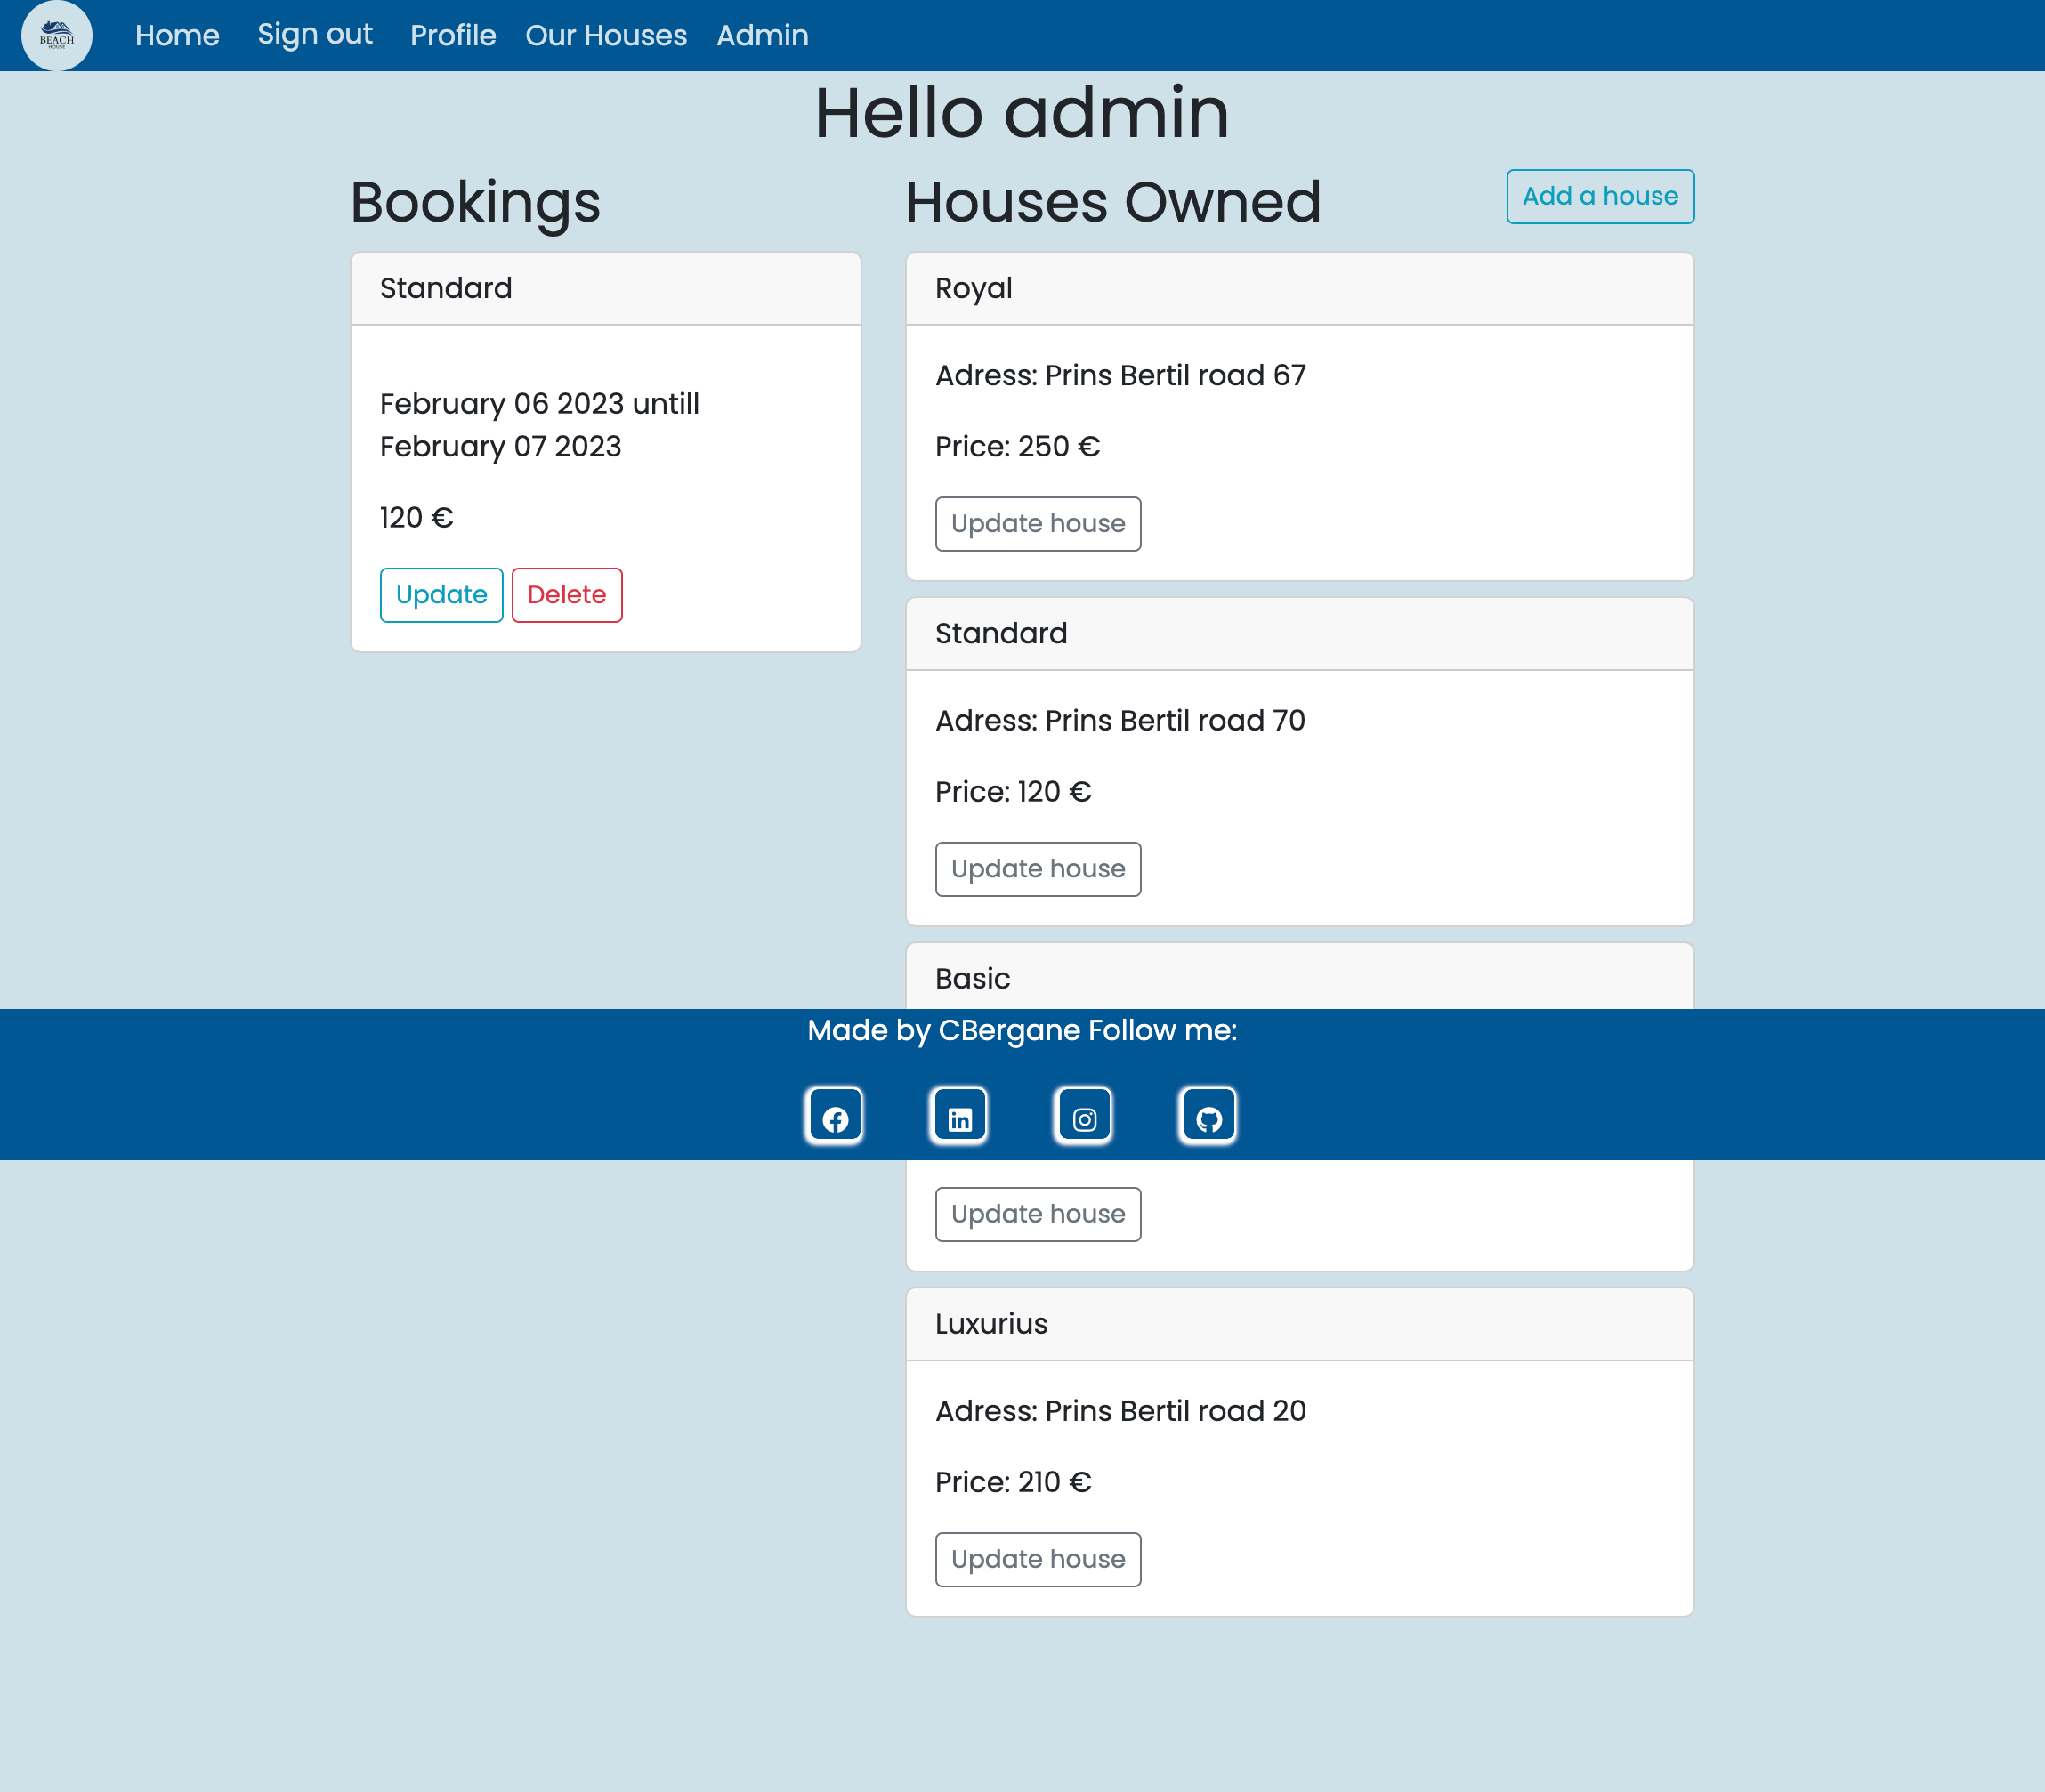 BEACH
HOUSE
Home Sign out Profile Our Houses Admin
Hello admin
Bookings
Standard
February 06 2023 untill
February 07 2023
120 €
Update Delete
Houses Owned
Add a house
Royal
Adress: Prins Bertil road 67
Price: 250 €
Update house
Standard
Adress: Prins Bertil road 70
Price: 120 €
Update house
Basic
Made by CBergane Follow me:
Update house
Luxurius
Adress: Prins Bertil road 20
Price: 210 €
Update house